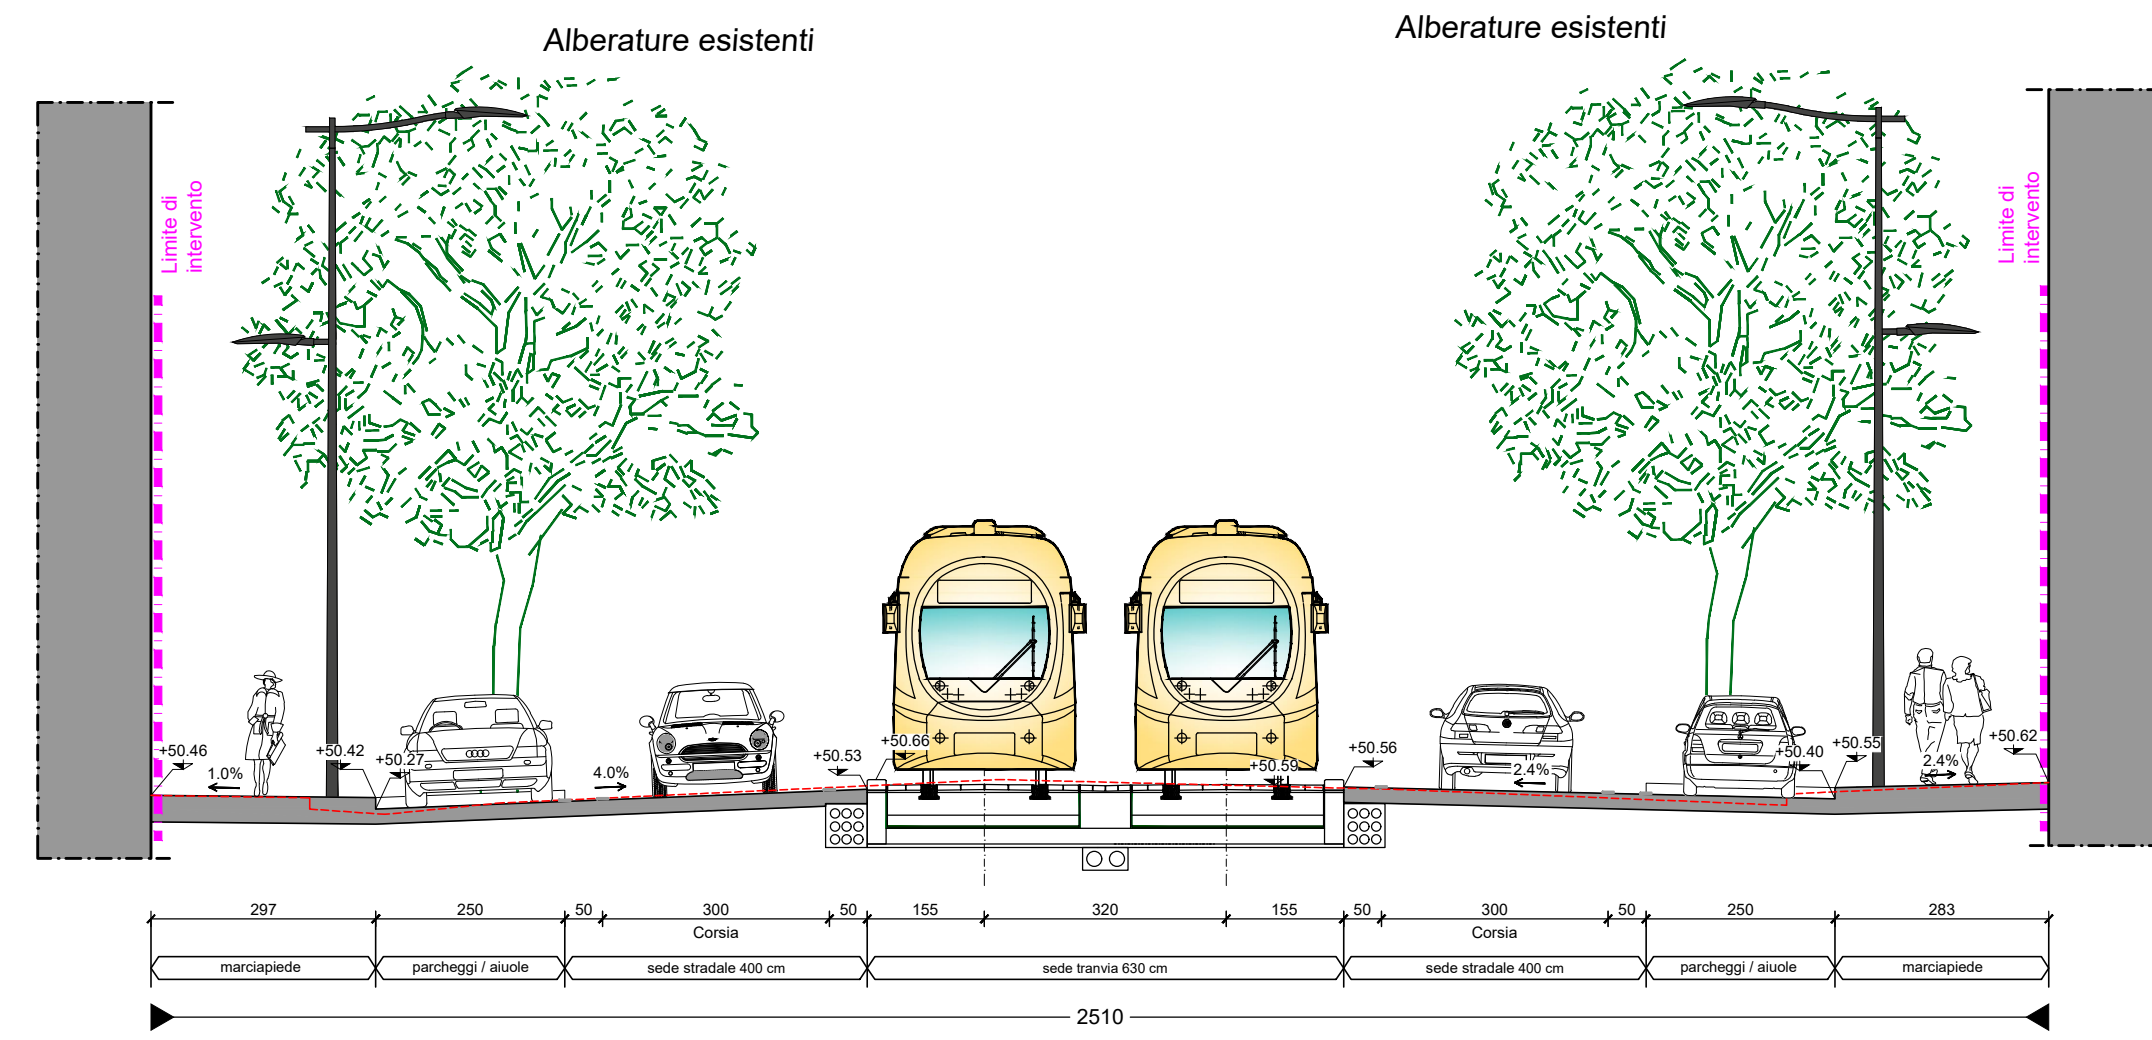 Alberature esistenti
Alberature esistenti
Limite di
intervento
Limite di
intervento
+50.46
1.0%
+50.42
+50.27
4.0%
+50.53
+50.66
+50.59
+50.56
2.4%
+50.40
+50.55
2.4%
+50.62
297
250
50
300
50
155
320
155
50
300
50
250
283
Corsia
Corsia
marciapiede
parcheggi / aiuole
sede stradale 400 cm
sede tranvia 630 cm
sede stradale 400 cm
parcheggi / aiuole
marciapiede
2510